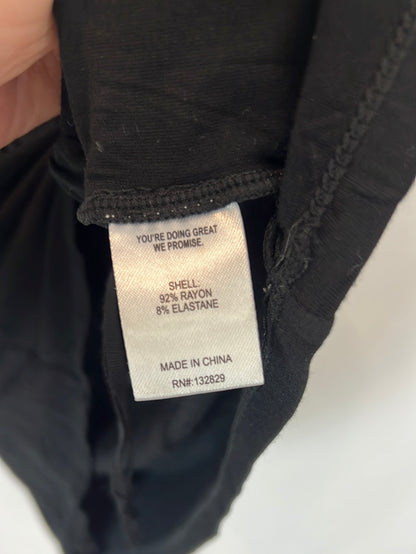 YOU'RE DOING GREAT
WE PROMISE.
SHELL:
92% RAYON
8% ELASTANE
MADE IN CHINA
RN#:132829